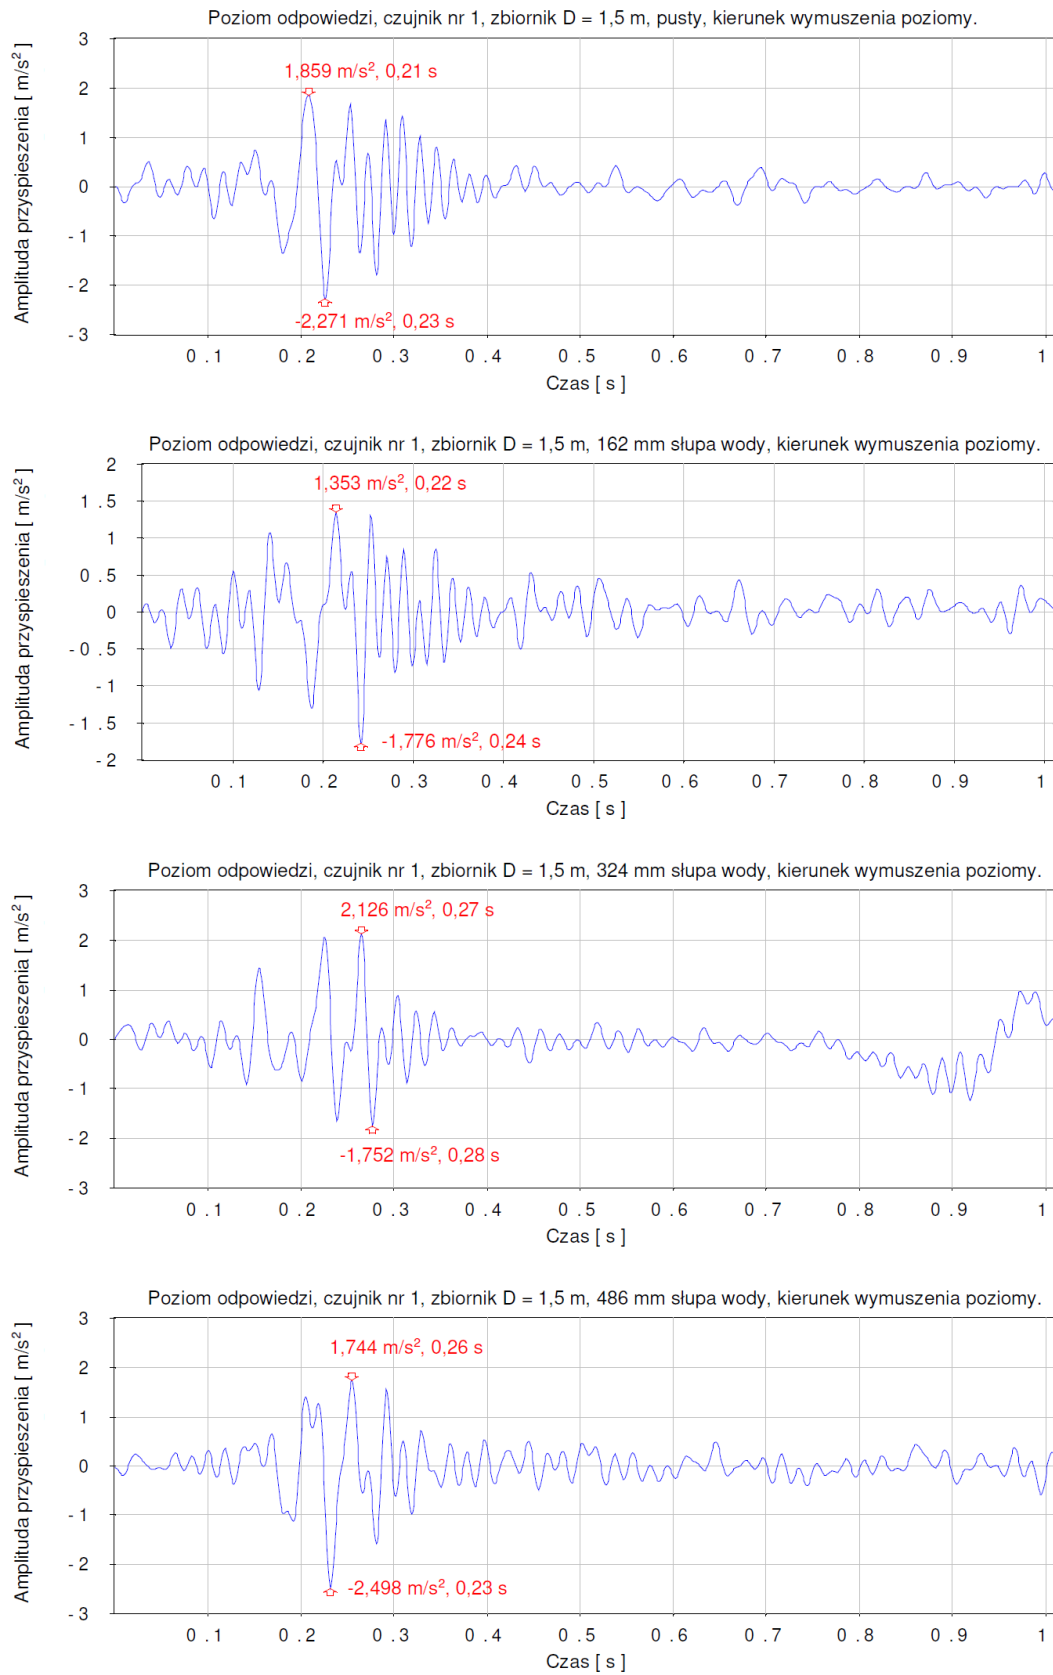 Poziom odpowiedzi, czujnik nr 1, zbiornik D = 1,5 m, pusty, kierunek wymuszenia poziomy.
Amplituda przyspieszenia [ m/s² ]
3
2
1
0
- 1
- 2
- 3
1,859 m/s², 0,21 s
-2,271 m/s², 0,23 s
0 . 1 0 . 2 0 . 3 0 . 4 0 . 5 0 . 6 0 . 7 0 . 8 0 . 9 1
Czas [ s ]
Poziom odpowiedzi, czujnik nr 1, zbiornik D = 1,5 m, 162 mm słupa wody, kierunek wymuszenia poziomy.
Amplituda przyspieszenia [ m/s² ]
2
1 . 5
1
0 . 5
0
- 0 . 5
- 1
- 1 . 5
- 2
1,353 m/s², 0,22 s
-1,776 m/s², 0,24 s
0 . 1 0 . 2 0 . 3 0 . 4 0 . 5 0 . 6 0 . 7 0 . 8 0 . 9 1
Czas [ s ]
Poziom odpowiedzi, czujnik nr 1, zbiornik D = 1,5 m, 324 mm słupa wody, kierunek wymuszenia poziomy.
Amplituda przyspieszenia [ m/s² ]
3
2
1
0
- 1
- 2
- 3
2,126 m/s², 0,27 s
-1,752 m/s², 0,28 s
0 . 1 0 . 2 0 . 3 0 . 4 0 . 5 0 . 6 0 . 7 0 . 8 0 . 9 1
Czas [ s ]
Poziom odpowiedzi, czujnik nr 1, zbiornik D = 1,5 m, 486 mm słupa wody, kierunek wymuszenia poziomy.
Amplituda przyspieszenia [ m/s² ]
3
2
1
0
- 1
- 2
- 3
1,744 m/s², 0,26 s
-2,498 m/s², 0,23 s
0 . 1 0 . 2 0 . 3 0 . 4 0 . 5 0 . 6 0 . 7 0 . 8 0 . 9 1
Czas [ s ]